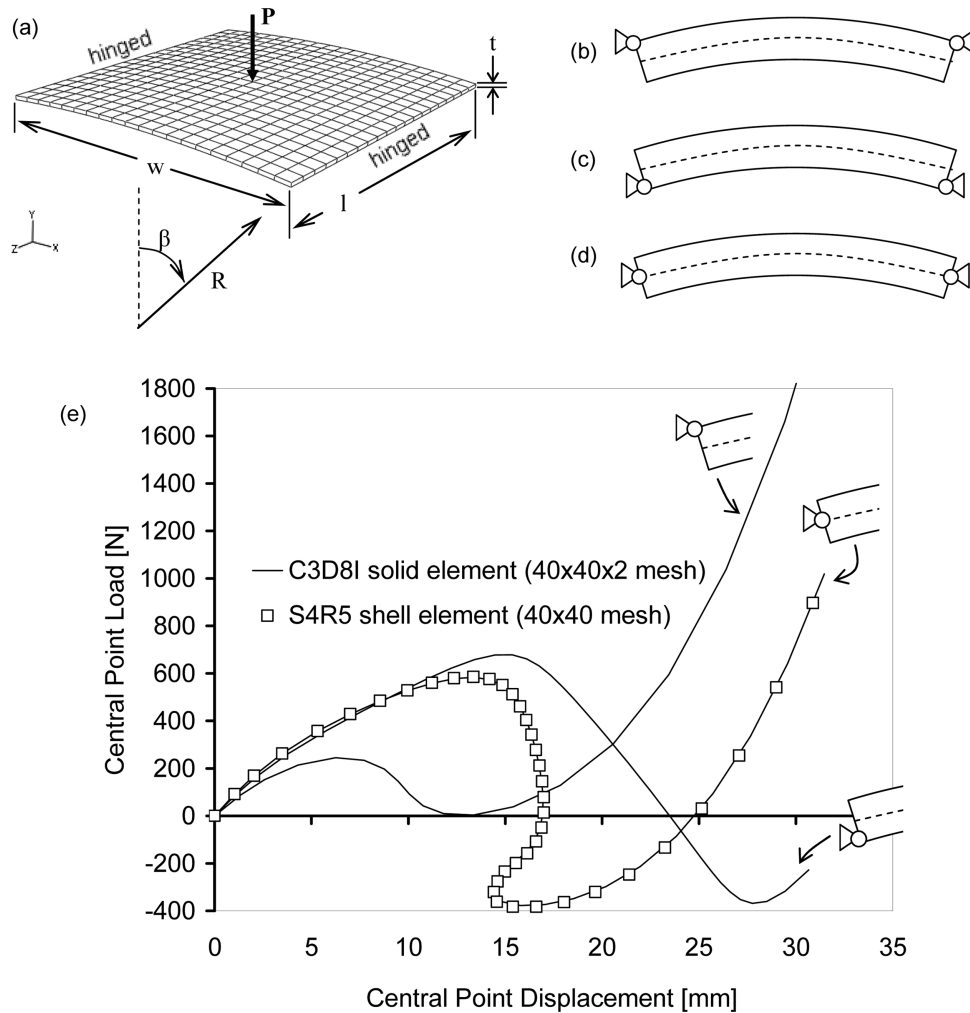 (a)
P
hinged
t
(b)
(c)
hinged
w
l
Y
Z
X
β
R
(d)
(e)
1800
1600
1400
1200
1000
800
600
400
200
0
-200
-400
Central Point Load [N]
C3D8I solid element (40x40x2 mesh)
S4R5 shell element (40x40 mesh)
0 5 10 15 20 25 30 35
Central Point Displacement [mm]